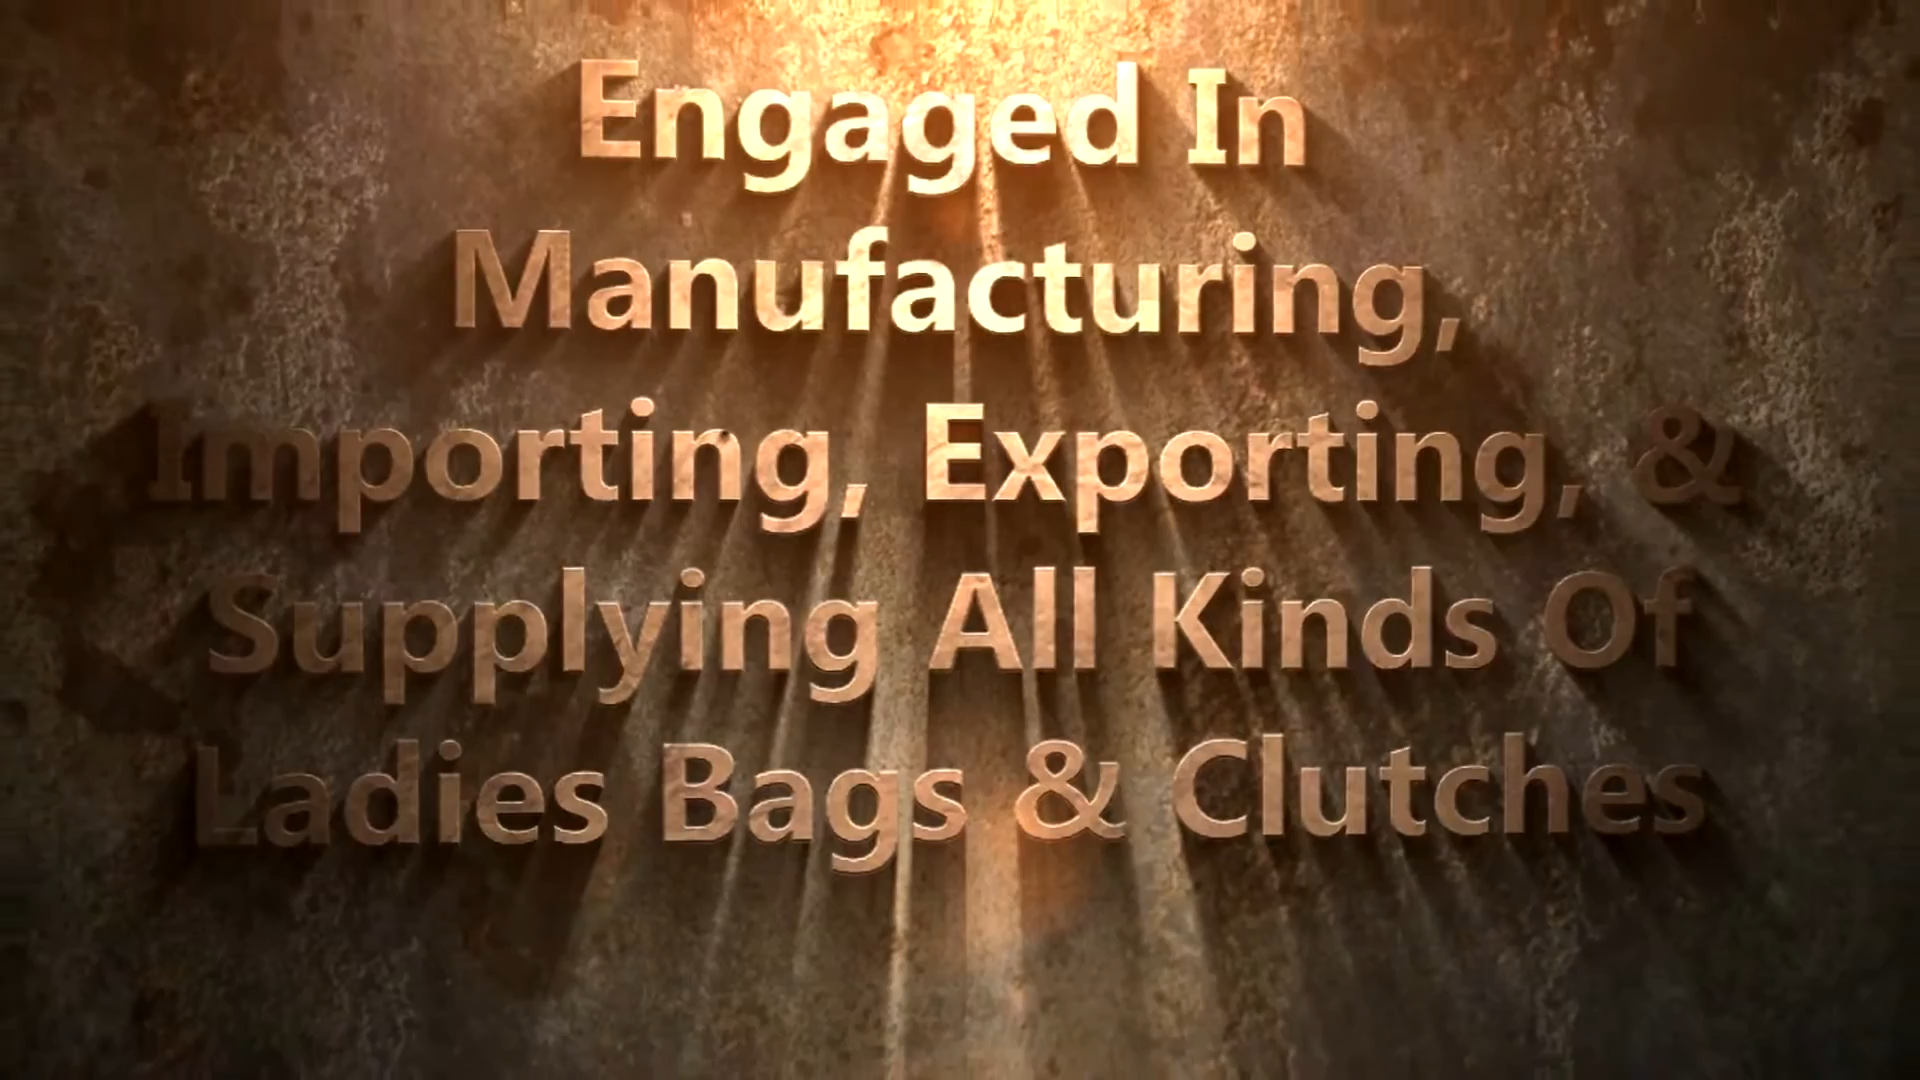 Engaged In
Manufacturing,
Importing, Exporting, &
Supplying All Kinds Of
Ladies Bags & Clutches